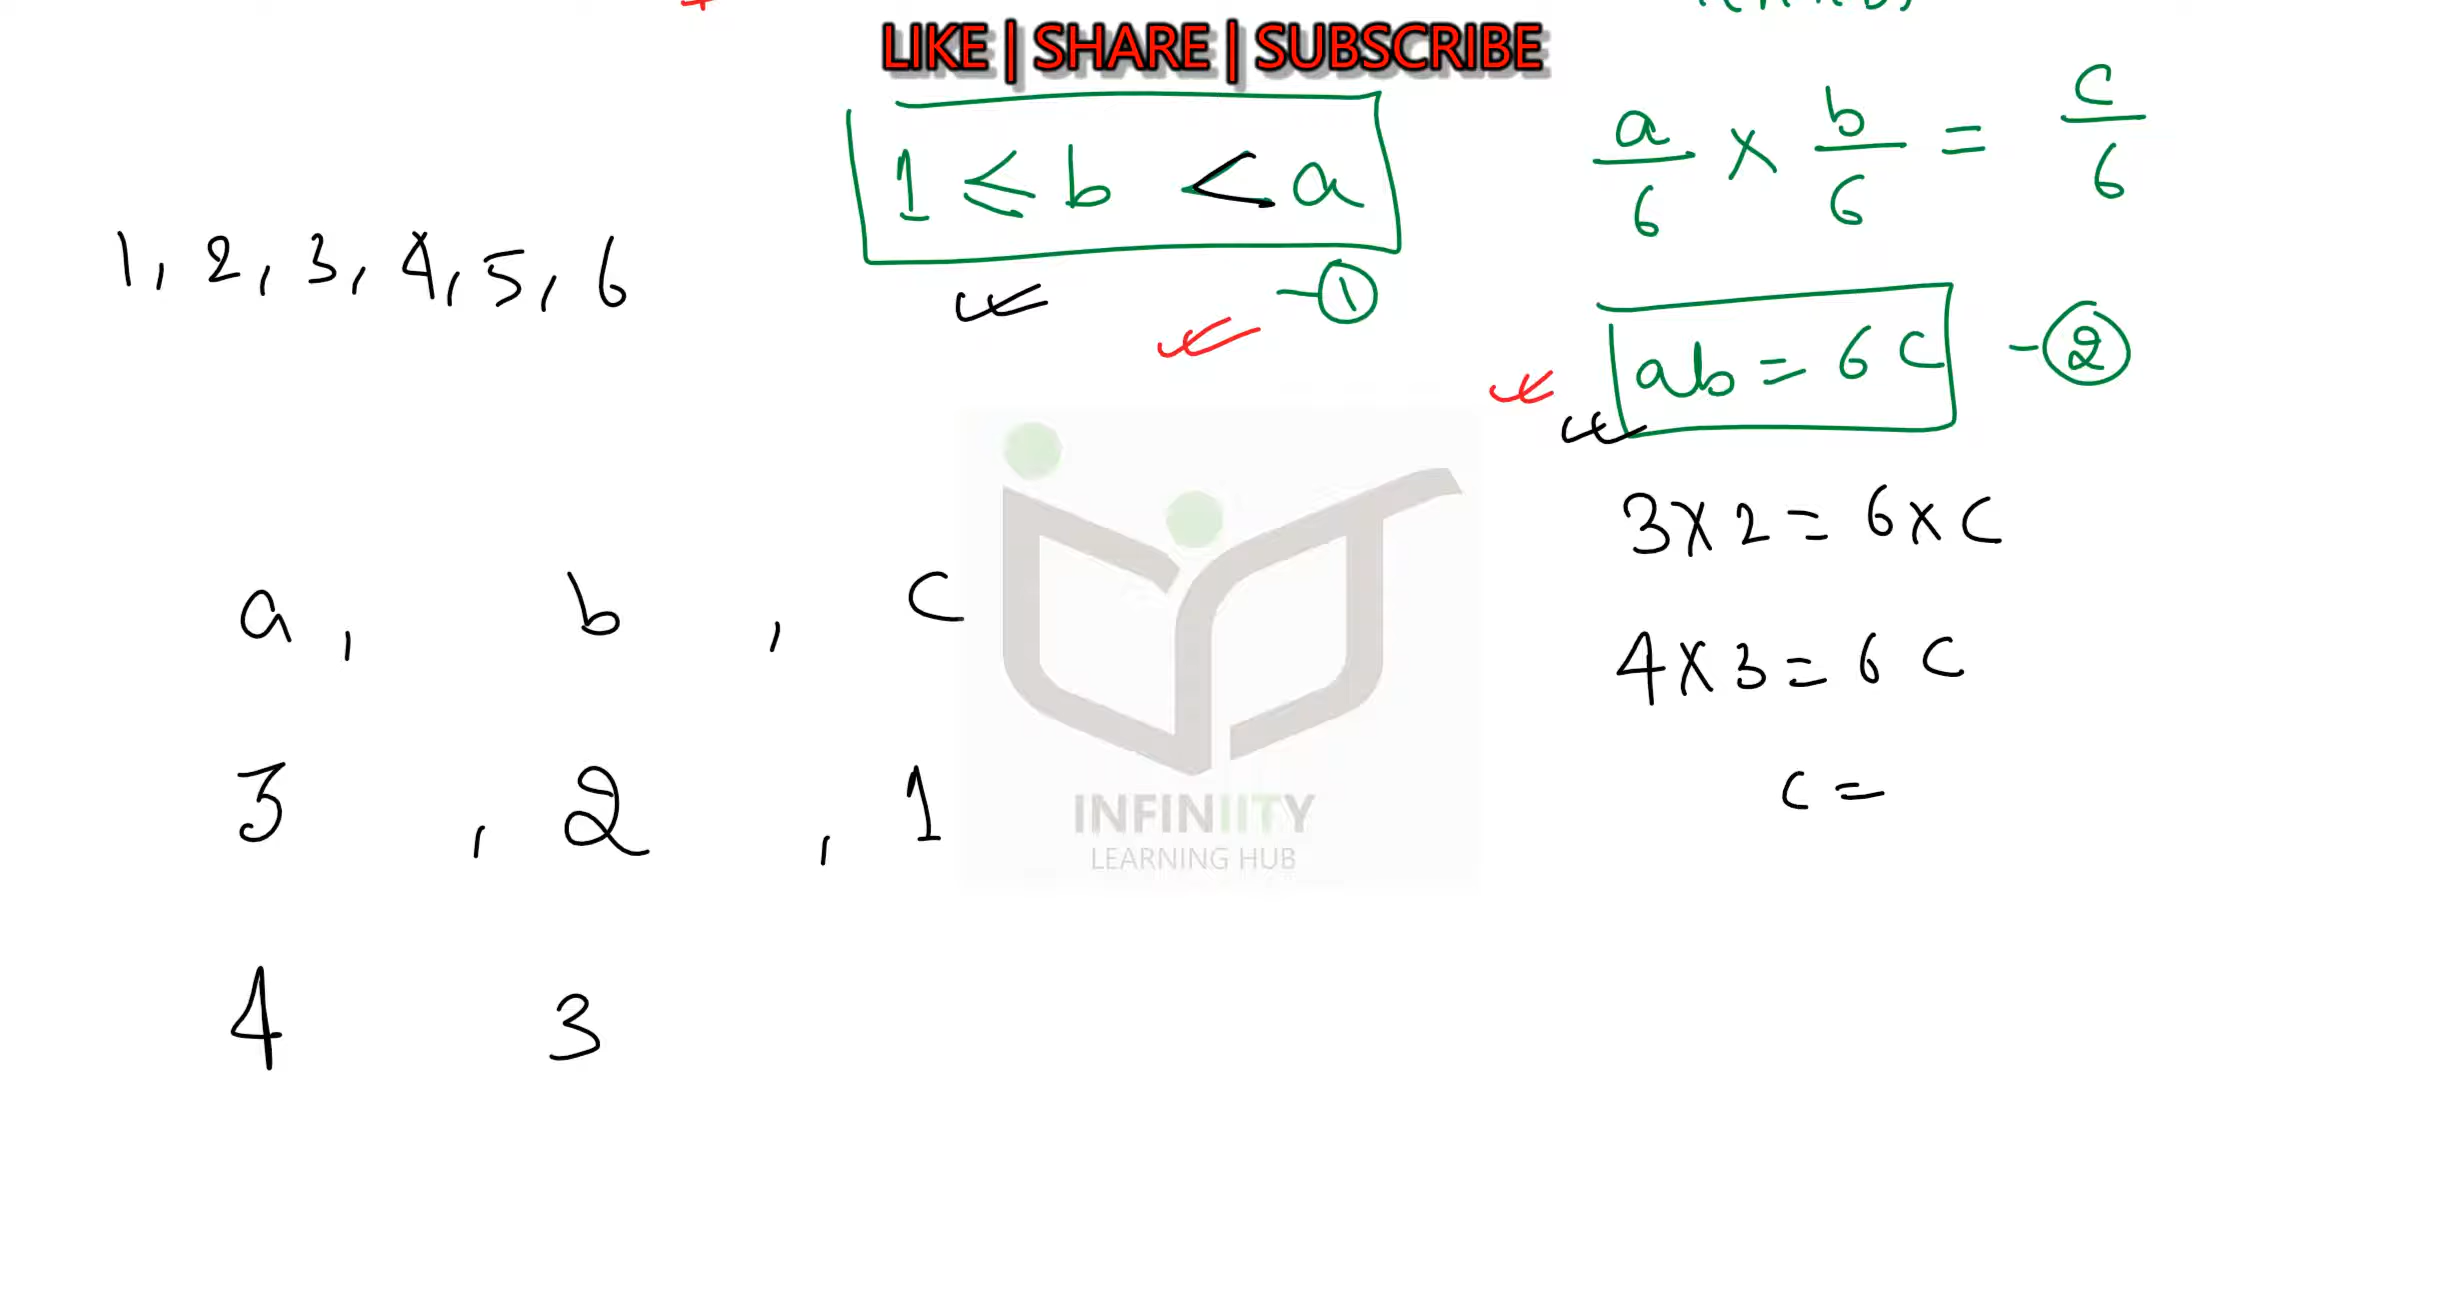 LIKE | SHARE | SUBSCRIBE
1 ≤ b < a
-①
a/6 × b/6 = c/6
1, 2, 3, 4, 5, 6
ab = 6 c -②
3 × 2 = 6 × c
a, b, c
4 × 3 = 6 c
3, 2, 1
c =
INFINIITY
LEARNING HUB
4 3